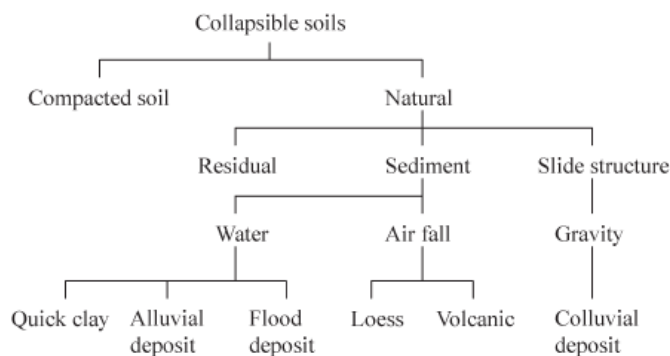 Collapsible soils
Compacted soil Natural
Residual Sediment Slide structure
Water Air fall Gravity
Quick clay Alluvial deposit Flood deposit Loess Volcanic Colluvial deposit